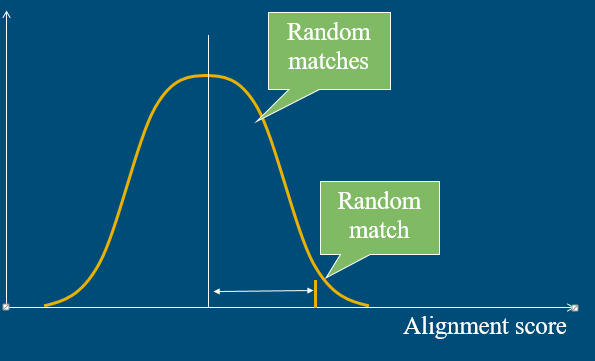 Random
matches
Random
match
Alignment score